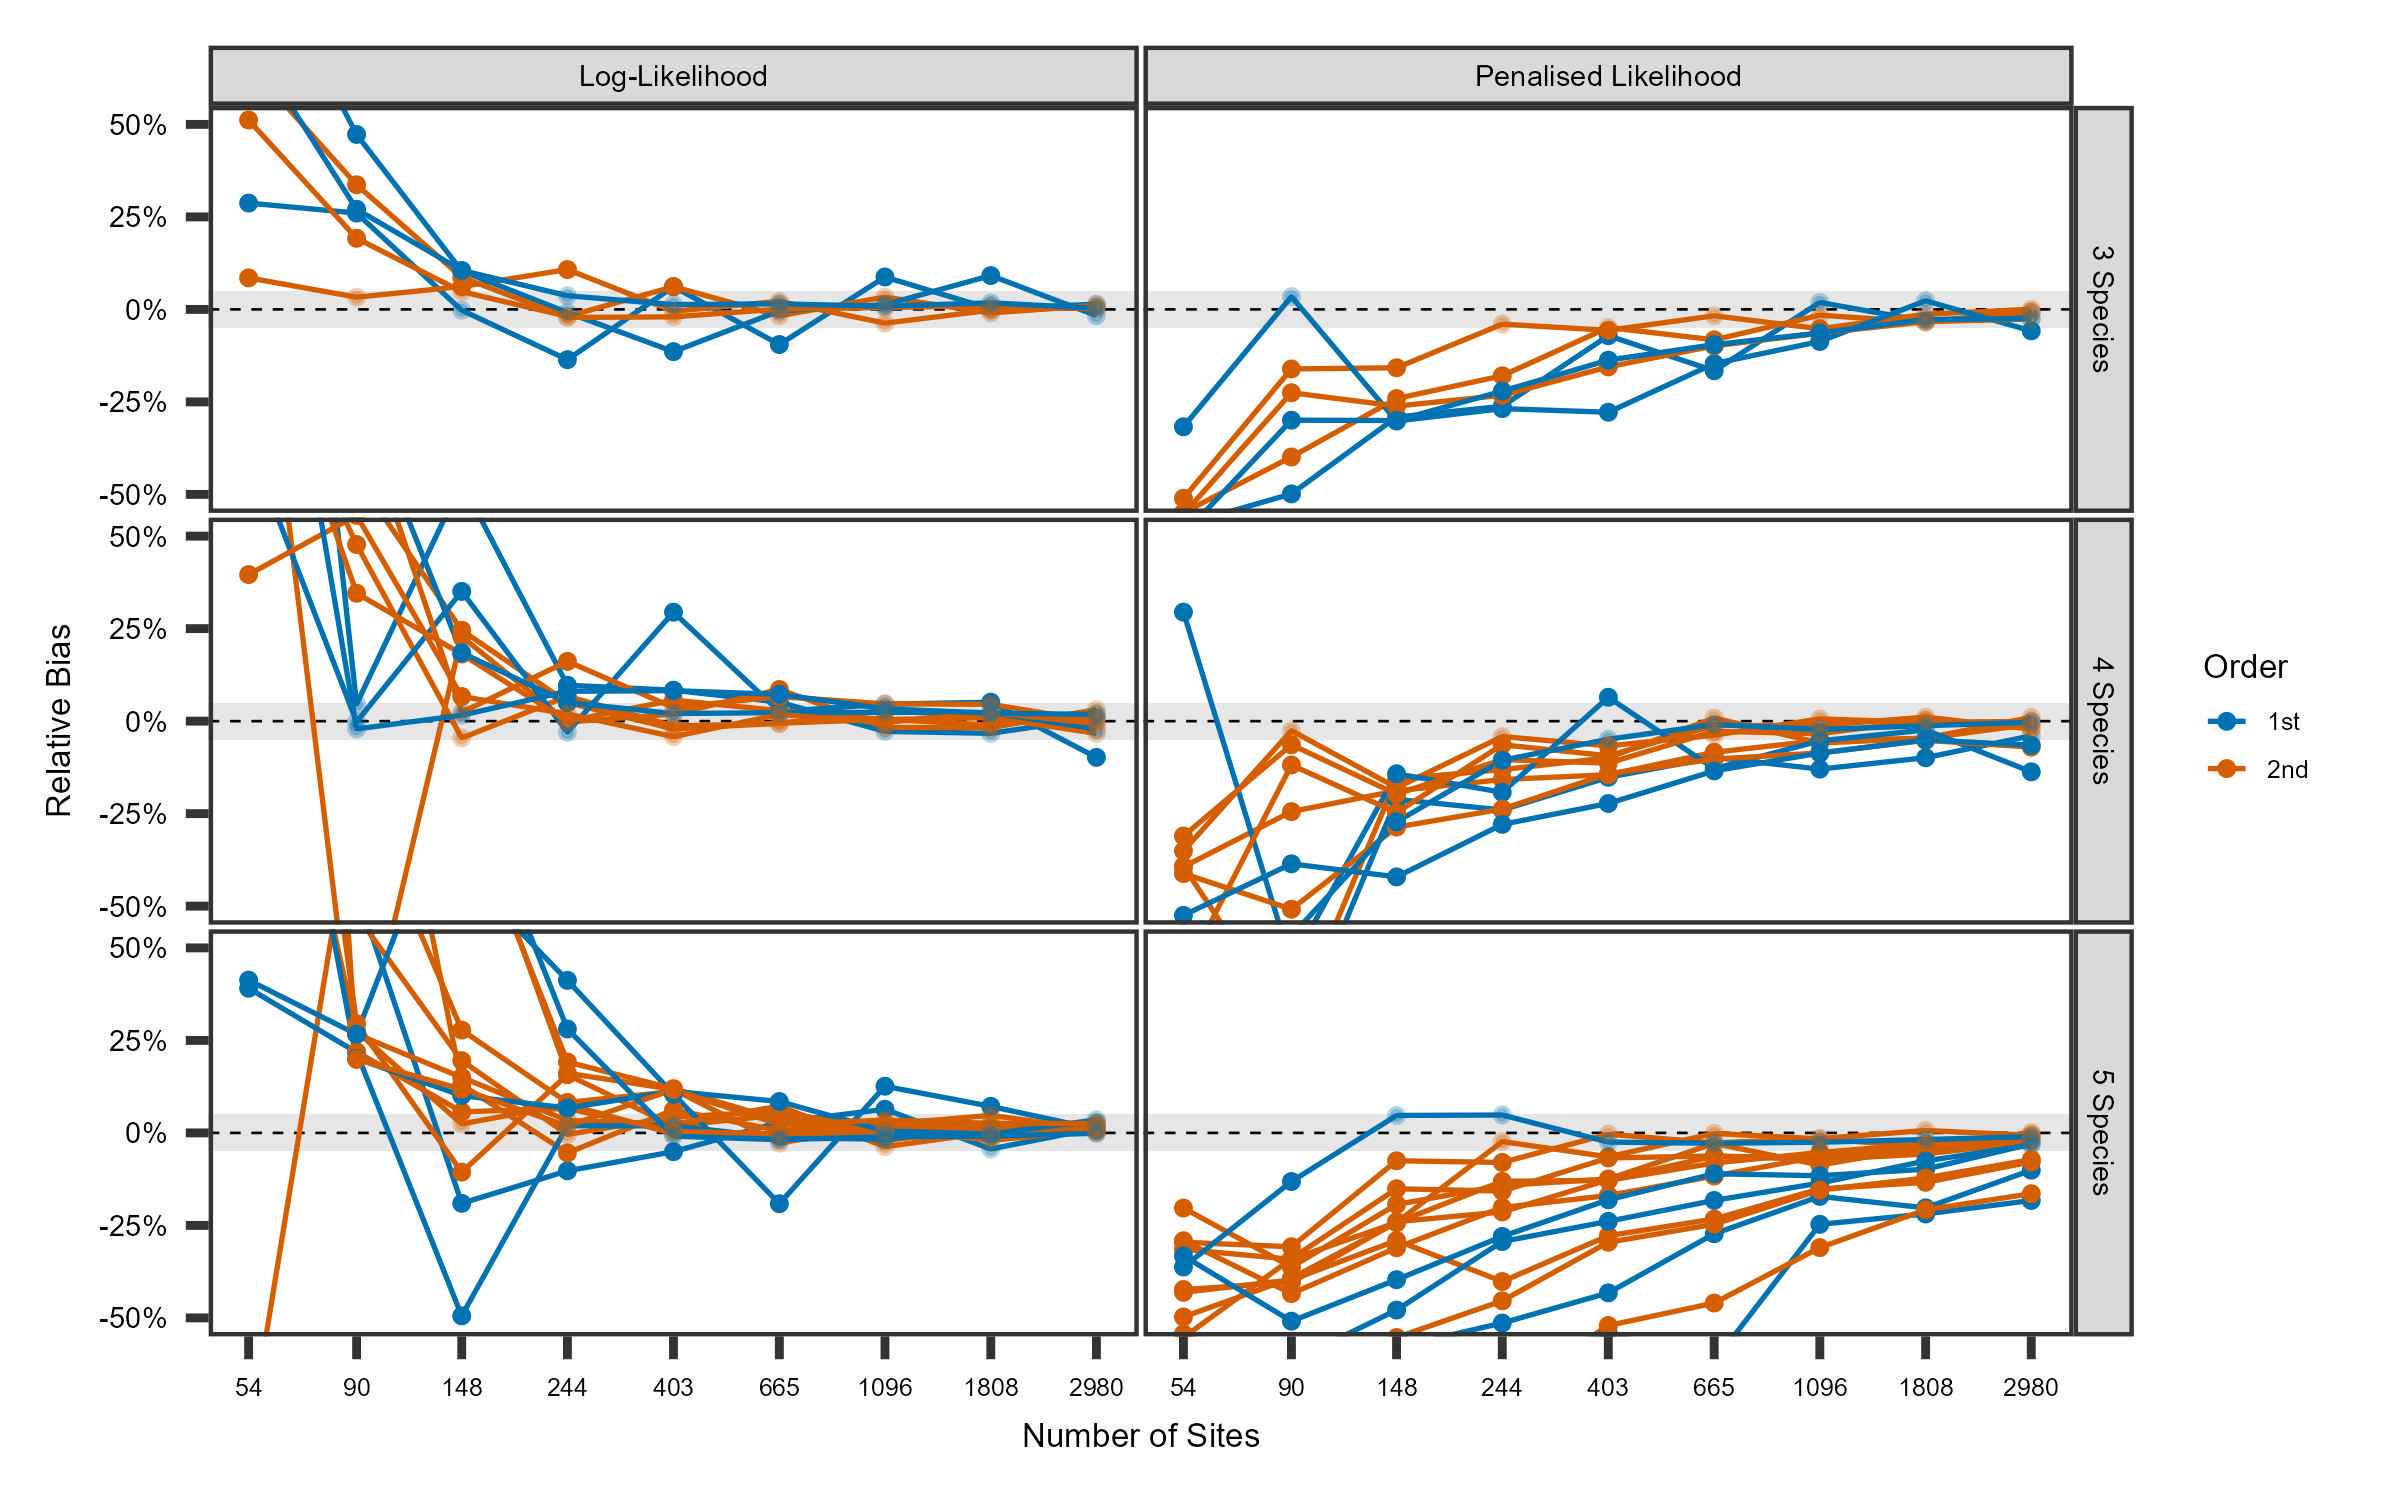 Log-Likelihood
Penalised Likelihood
50%
25%
0%
-25%
-50%
3 Species
50%
25%
0%
-25%
-50%
4 Species
50%
25%
0%
-25%
-50%
5 Species
Relative Bias
54 90 148 244 403 665 1096 1808 2980
54 90 148 244 403 665 1096 1808 2980
Number of Sites
Order
1st
2nd